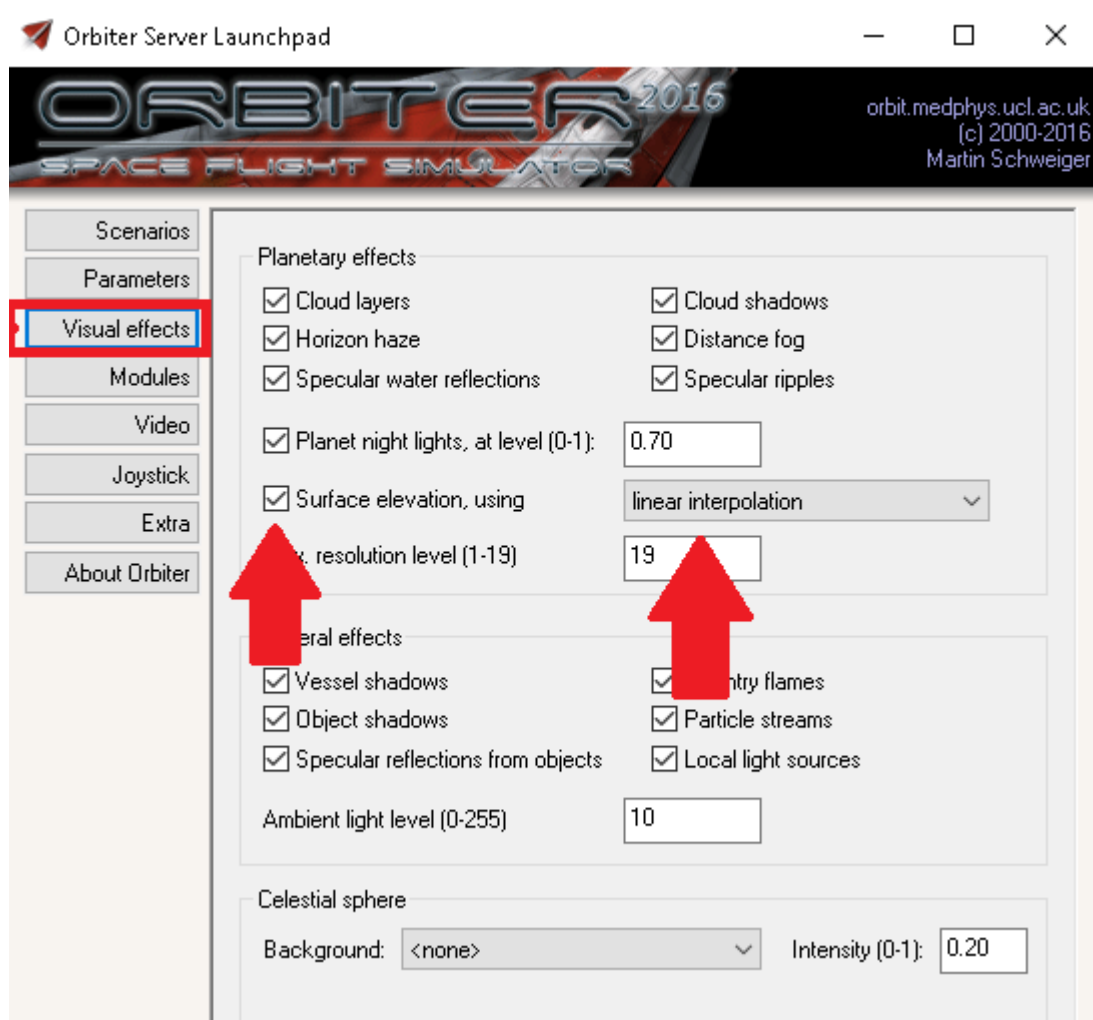 Orbiter Server Launchpad
ORBITER 2016
SPACE FLIGHT SIMULATOR
orbit.medphys.ucl.ac.uk
(c) 2000-2016
Martin Schweiger
Scenarios
Parameters
Visual effects
Modules
Video
Joystick
Extra
About Orbiter
Planetary effects
Cloud layers
Cloud shadows
Horizon haze
Distance fog
Specular water reflections
Specular ripples
Planet night lights, at level (0-1): 0.70
Surface elevation, using linear interpolation
resolution level (1-19) 19
effects
Vessel shadows
flames
Object shadows
Particle streams
Specular reflections from objects
Local light sources
Ambient light level (0-255) 10
Celestial sphere
Background: <none> Intensity (0-1): 0.20